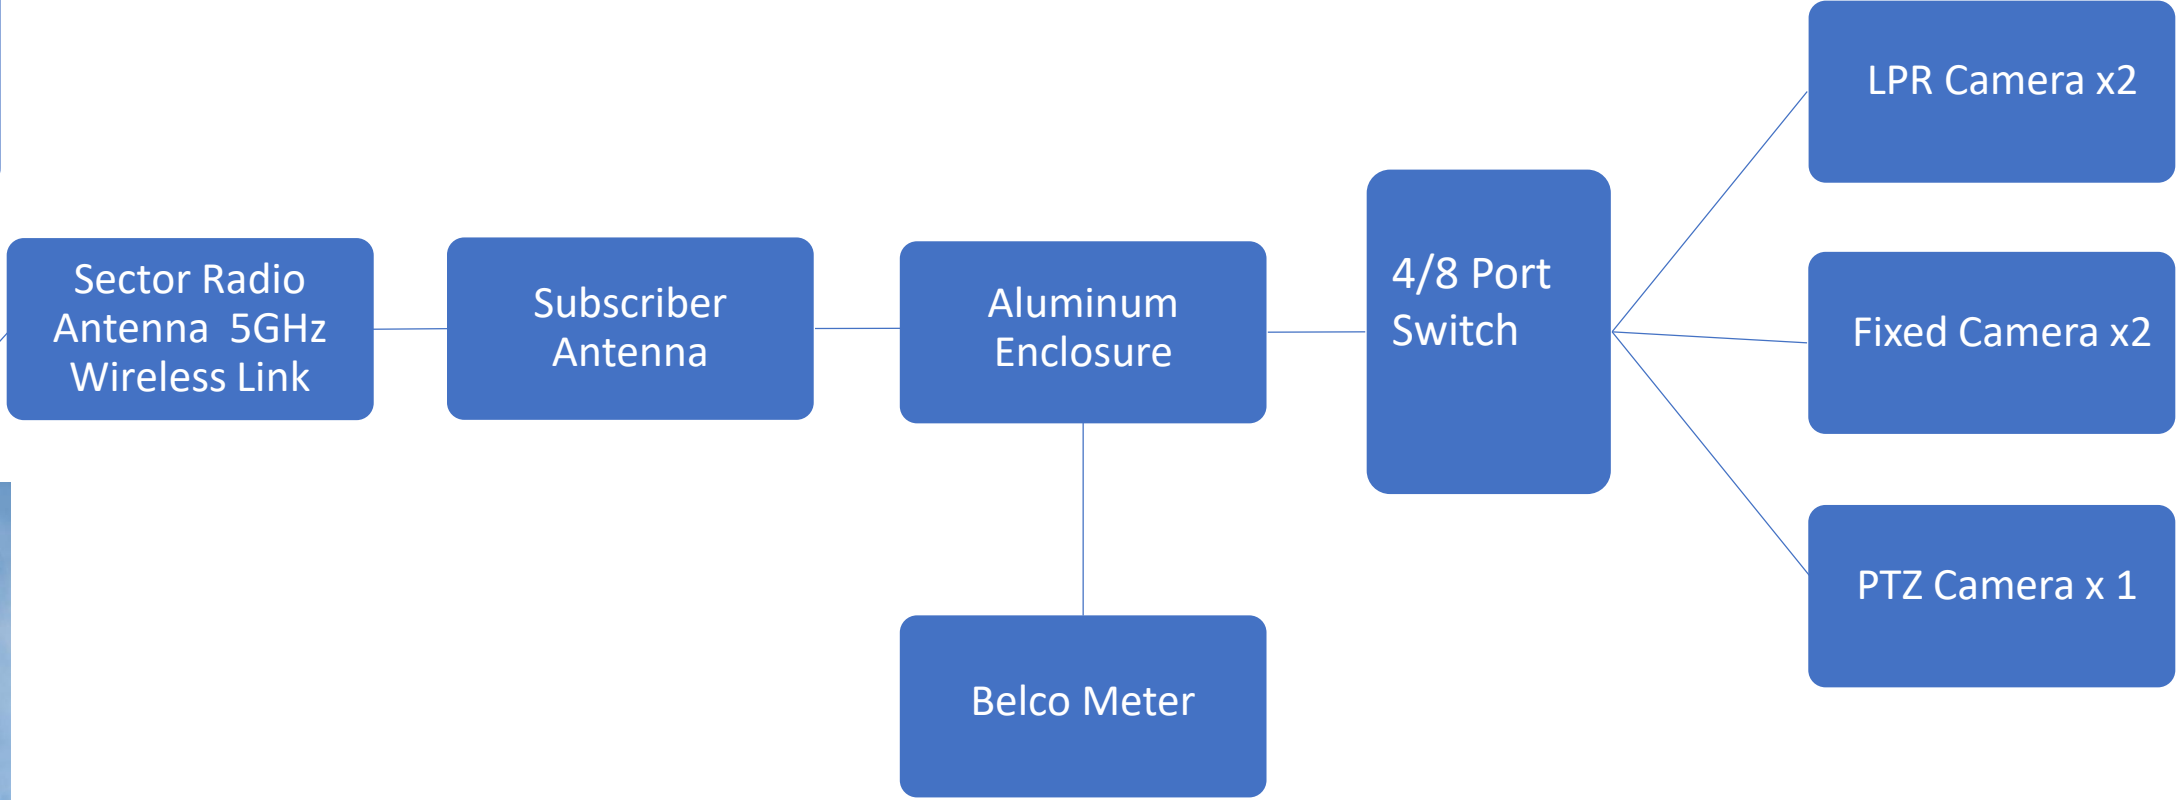 LPR Camera x2
Sector Radio
Antenna  5GHz
Wireless Link
Subscriber
Antenna
Aluminum
Enclosure
4/8 Port
Switch
Fixed Camera x2
PTZ Camera x 1
Belco Meter